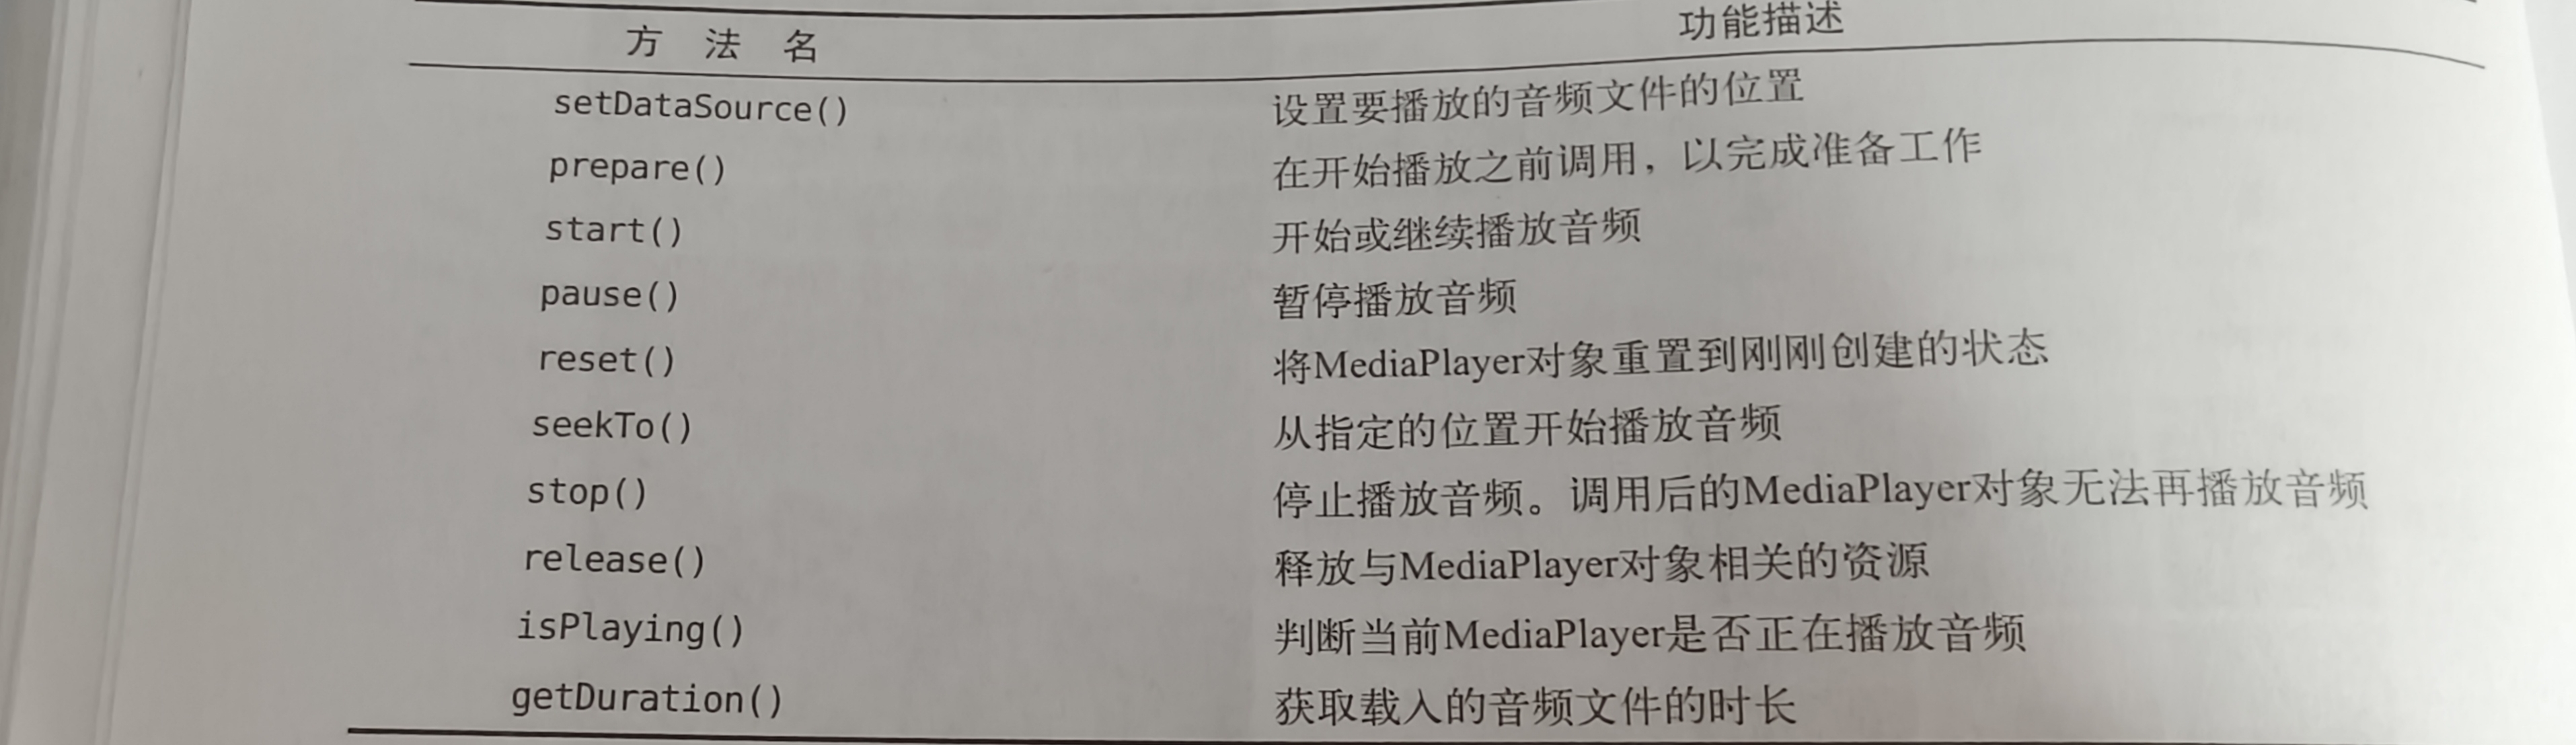 方 法 名 功能描述
setDataSource() 设置要播放的音频文件的位置
prepare() 在开始播放之前调用，以完成准备工作
start() 开始或继续播放音频
pause() 暂停播放音频
reset() 将MediaPlayer对象重置到刚刚创建的状态
seekTo() 从指定的位置开始播放音频
stop() 停止播放音频。调用后的MediaPlayer对象无法再播放音频
release() 释放与MediaPlayer对象相关的资源
isPlaying() 判断当前MediaPlayer是否正在播放音频
getDuration() 获取载入的音频文件的时长